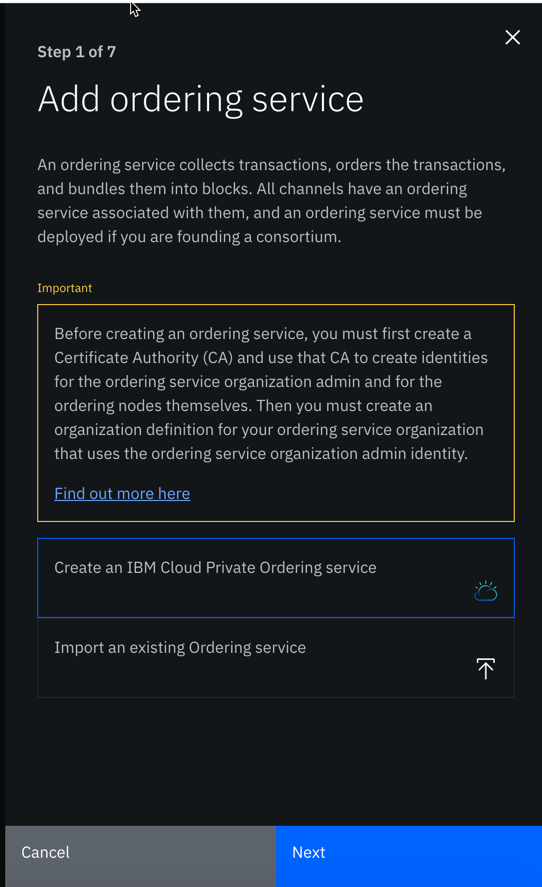 Step 1 of 7
Add ordering service
An ordering service collects transactions, orders the transactions,
and bundles them into blocks. All channels have an ordering
service associated with them, and an ordering service must be
deployed if you are founding a consortium.
Important
Before creating an ordering service, you must first create a
Certificate Authority (CA) and use that CA to create identities
for the ordering service organization admin and for the
ordering nodes themselves. Then you must create an
organization definition for your ordering service organization
that uses the ordering service organization admin identity.
Find out more here
Create an IBM Cloud Private Ordering service
Import an existing Ordering service
Cancel
Next